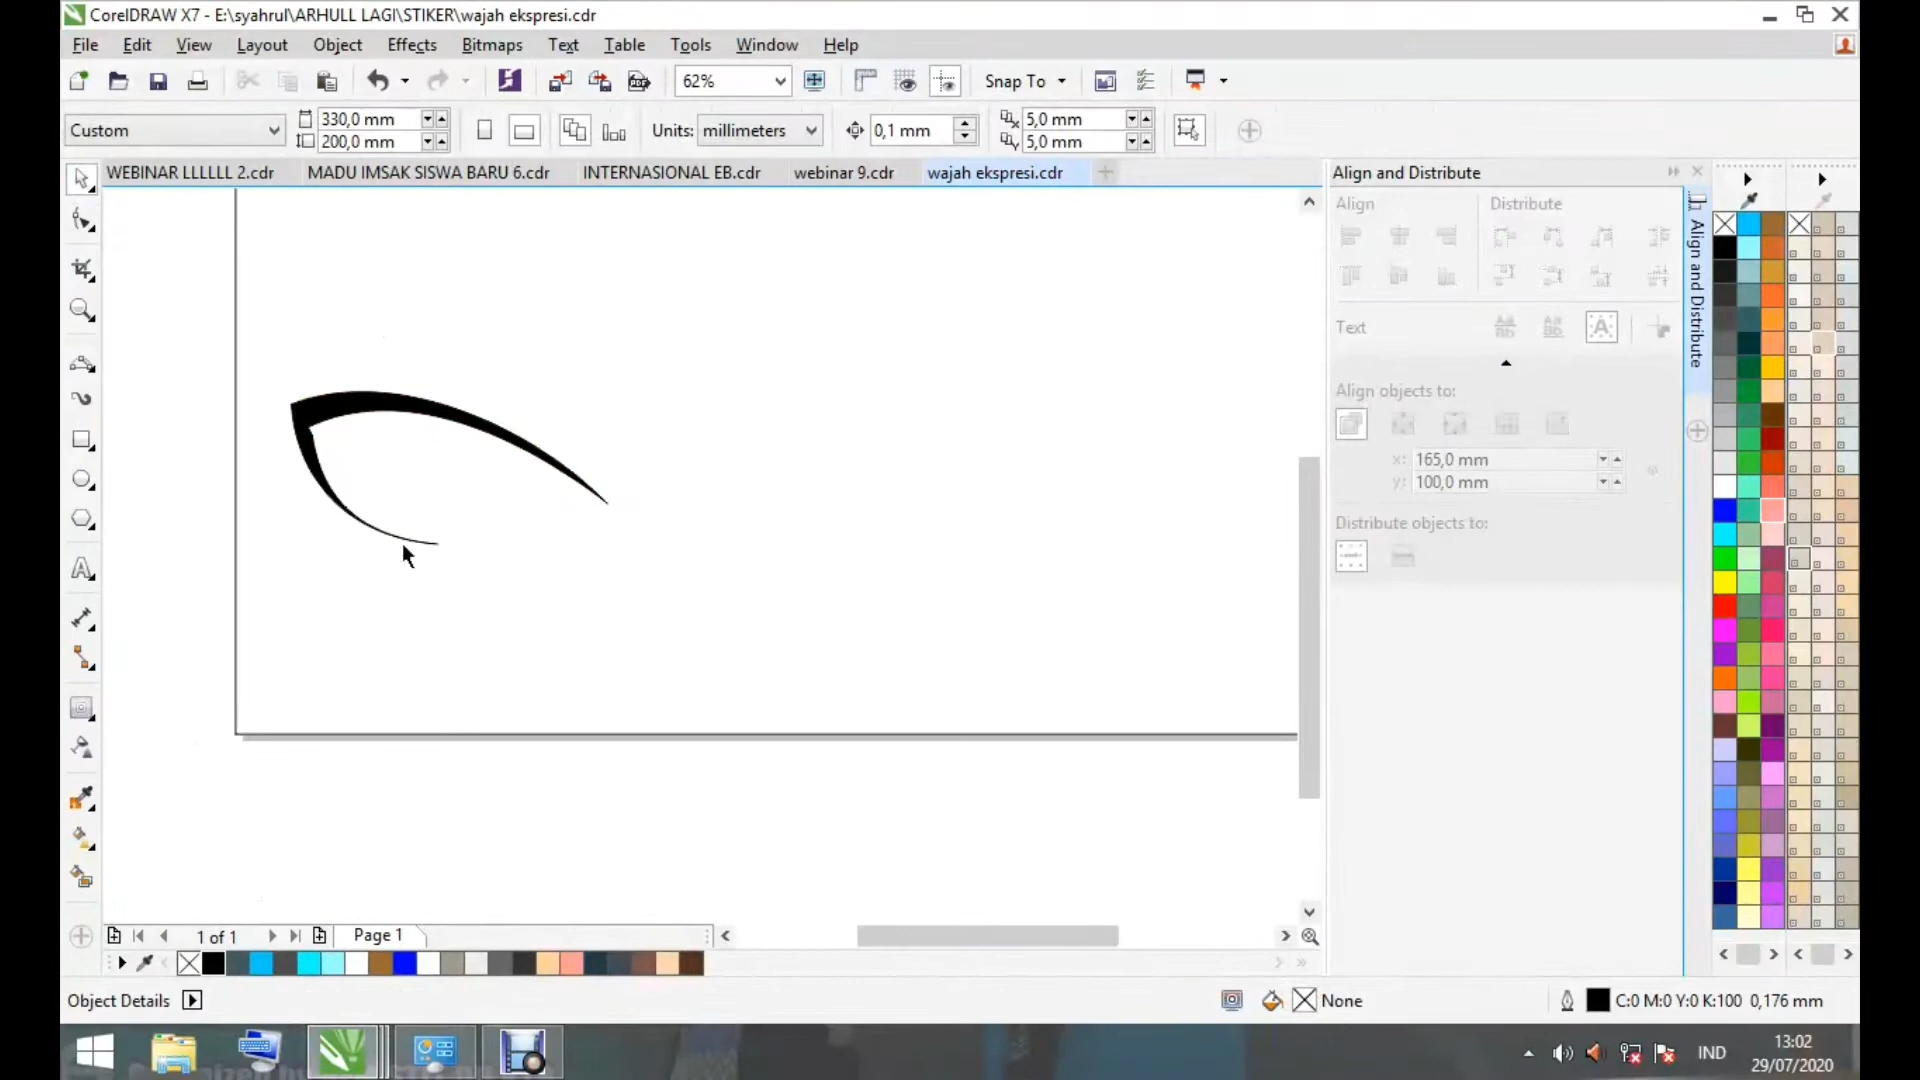 CorelDRAW X7 - E:\syahrul\ARHULL LAGI\STIKER\wajah ekspresi.cdr
File Edit View Layout Object Effects Bitmaps Text Table Tools Window Help
62% Snap To
Custom 330,0 mm 200,0 mm Units: millimeters 0,1 mm 5,0 mm 5,0 mm
WEBINAR LLLLLL 2.cdr MADU IMSAK SISWA BARU 6.cdr INTERNASIONAL EB.cdr webinar 9.cdr wajah ekspresi.cdr
Align and Distribute
Align Distribute
Align and Distribute
Text
Align objects to:
x: 165,0 mm
y: 100,0 mm
Distribute objects to:
1 of 1 Page 1
Object Details None C:0 M:0 Y:0 K:100 0,176 mm
IND 13:02
29/07/2020